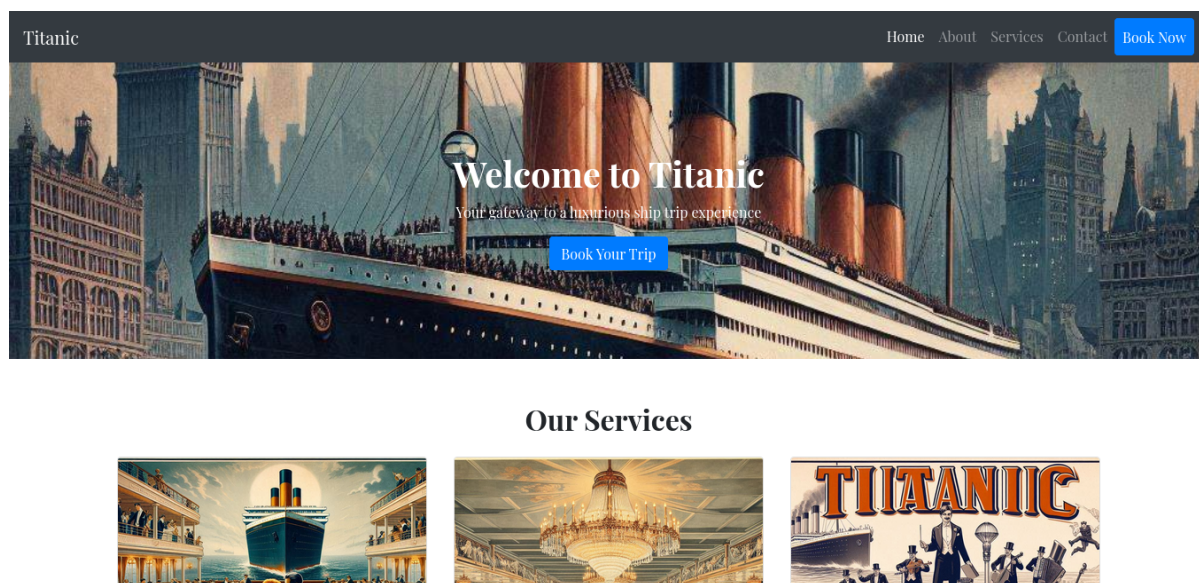 Titanic
Home About Services Contact Book Now
Welcome to Titanic
Your gateway to a luxurious ship trip experience
Book Your Trip
Our Services
TIITANIIC